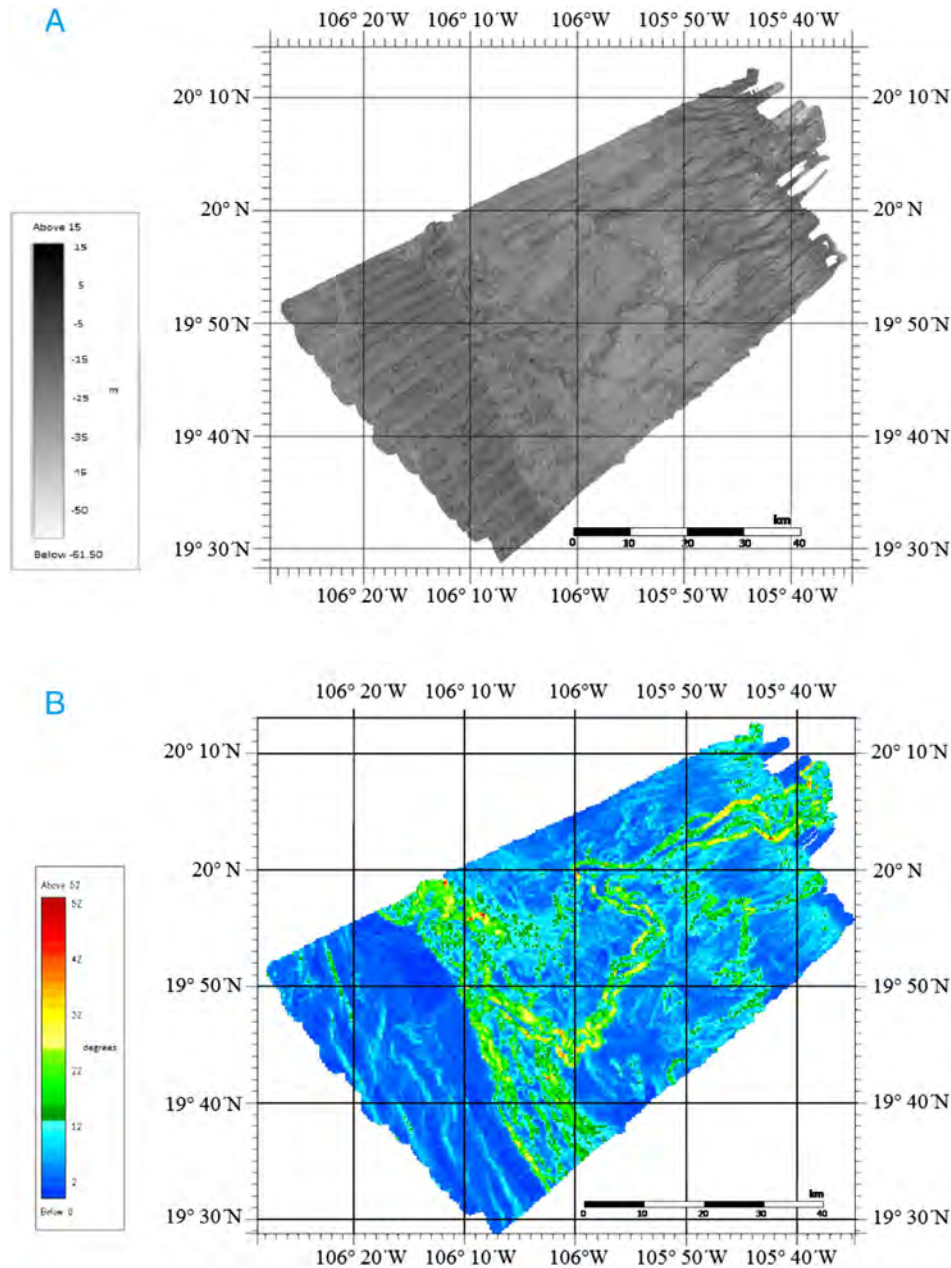 A
106° 20´W 106° 10´W 106°W 105° 50´W 105° 40´W
20° 10´N 20° 10´N
20° N 20° N
19° 50´N 19° 50´N
19° 40´N 19° 40´N
19° 30´N 19° 30´N
106° 20´W 106° 10´W 106°W 105° 50´W 105° 40´W
Above 15
15
5
-5
-15
-25
-35
-45
-50
m
Below -61.50
km
0 10 20 30 40
B
106° 20´W 106° 10´W 106°W 105° 50´W 105° 40´W
20° 10´N 20° 10´N
20° N 20° N
19° 50´N 19° 50´N
19° 40´N 19° 40´N
19° 30´N 19° 30´N
106° 20´W 106° 10´W 106°W 105° 50´W 105° 40´W
Above 52
52
42
32
degrees
22
12
2
Below 0
km
0 10 20 30 40